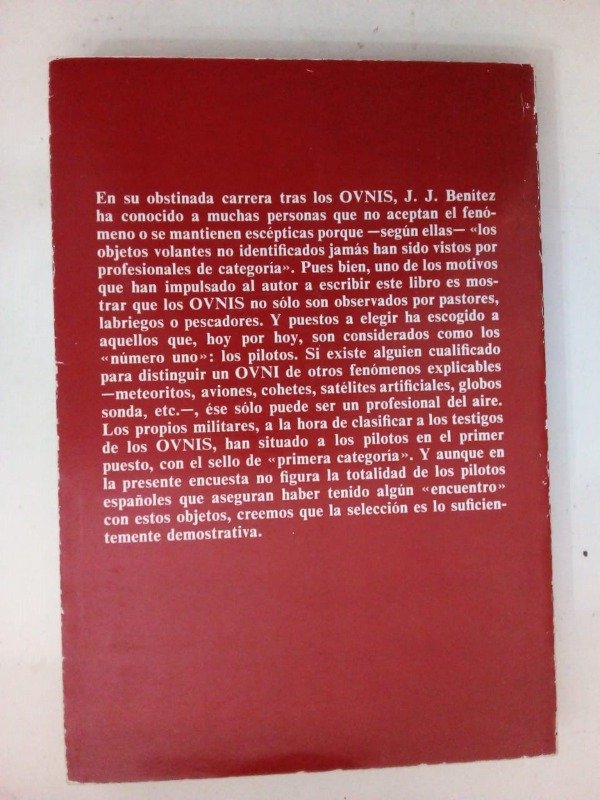 En su obstinada carrera tras los OVNIS, J. J. Benítez
ha conocido a muchas personas que no aceptan el fenó-
meno o se mantienen escépticas porque —según ellas— «los
objetos volantes no identificados jamás han sido vistos por
profesionales de categoría». Pues bien, uno de los motivos
que han impulsado al autor a escribir este libro es mos-
trar que los OVNIS no sólo son observados por pastores,
labriegos o pescadores. Y puestos a elegir ha escogido a
aquellos que, hoy por hoy, son considerados como los
«número uno»: los pilotos. Si existe alguien cualificado
para distinguir un OVNI de otros fenómenos explicables
—meteoritos, aviones, cohetes, satélites artificiales, globos
sonda, etc.—, ése sólo puede ser un profesional del aire.
Los propios militares, a la hora de clasificar a los testigos
de los OVNIS, han situado a los pilotos en el primer
puesto, con el sello de «primera categoría». Y aunque en
la presente encuesta no figura la totalidad de los pilotos
españoles que aseguran haber tenido algún «encuentro»
con estos objetos, creemos que la selección es lo suficien-
temente demostrativa.